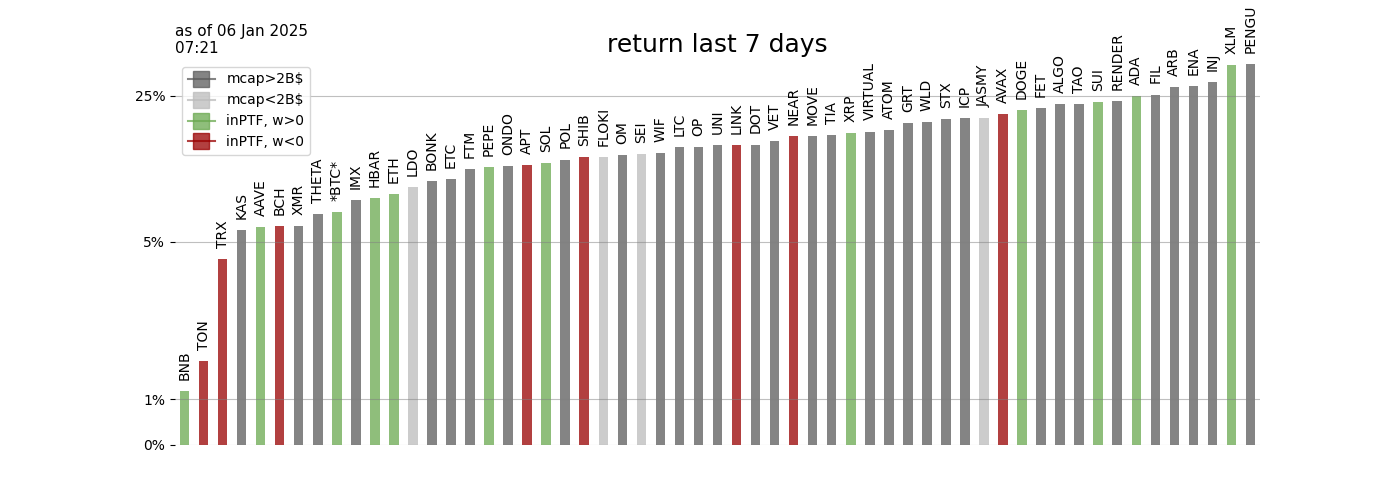 as of 06 Jan 2025
07:21
return last 7 days
mcap>2B$
mcap<2B$
inPTF, w>0
inPTF, w<0
25%
5%
1%
0%
BNB
TON
TRX
KAS
AAVE
BCH
XMR
THETA
*BTC*
IMX
HBAR
ETH
LDO
BONK
ETC
FTM
PEPE
ONDO
APT
SOL
POL
SHIB
FLOKI
OM
SEI
WIF
LTC
OP
UNI
LINK
DOT
VET
NEAR
MOVE
TIA
XRP
VIRTUAL
ATOM
GRT
WLD
STX
ICP
JASMY
AVAX
DOGE
FET
ALGO
TAO
SUI
RENDER
ADA
FIL
ARB
ENA
INJ
XLM
PENGU